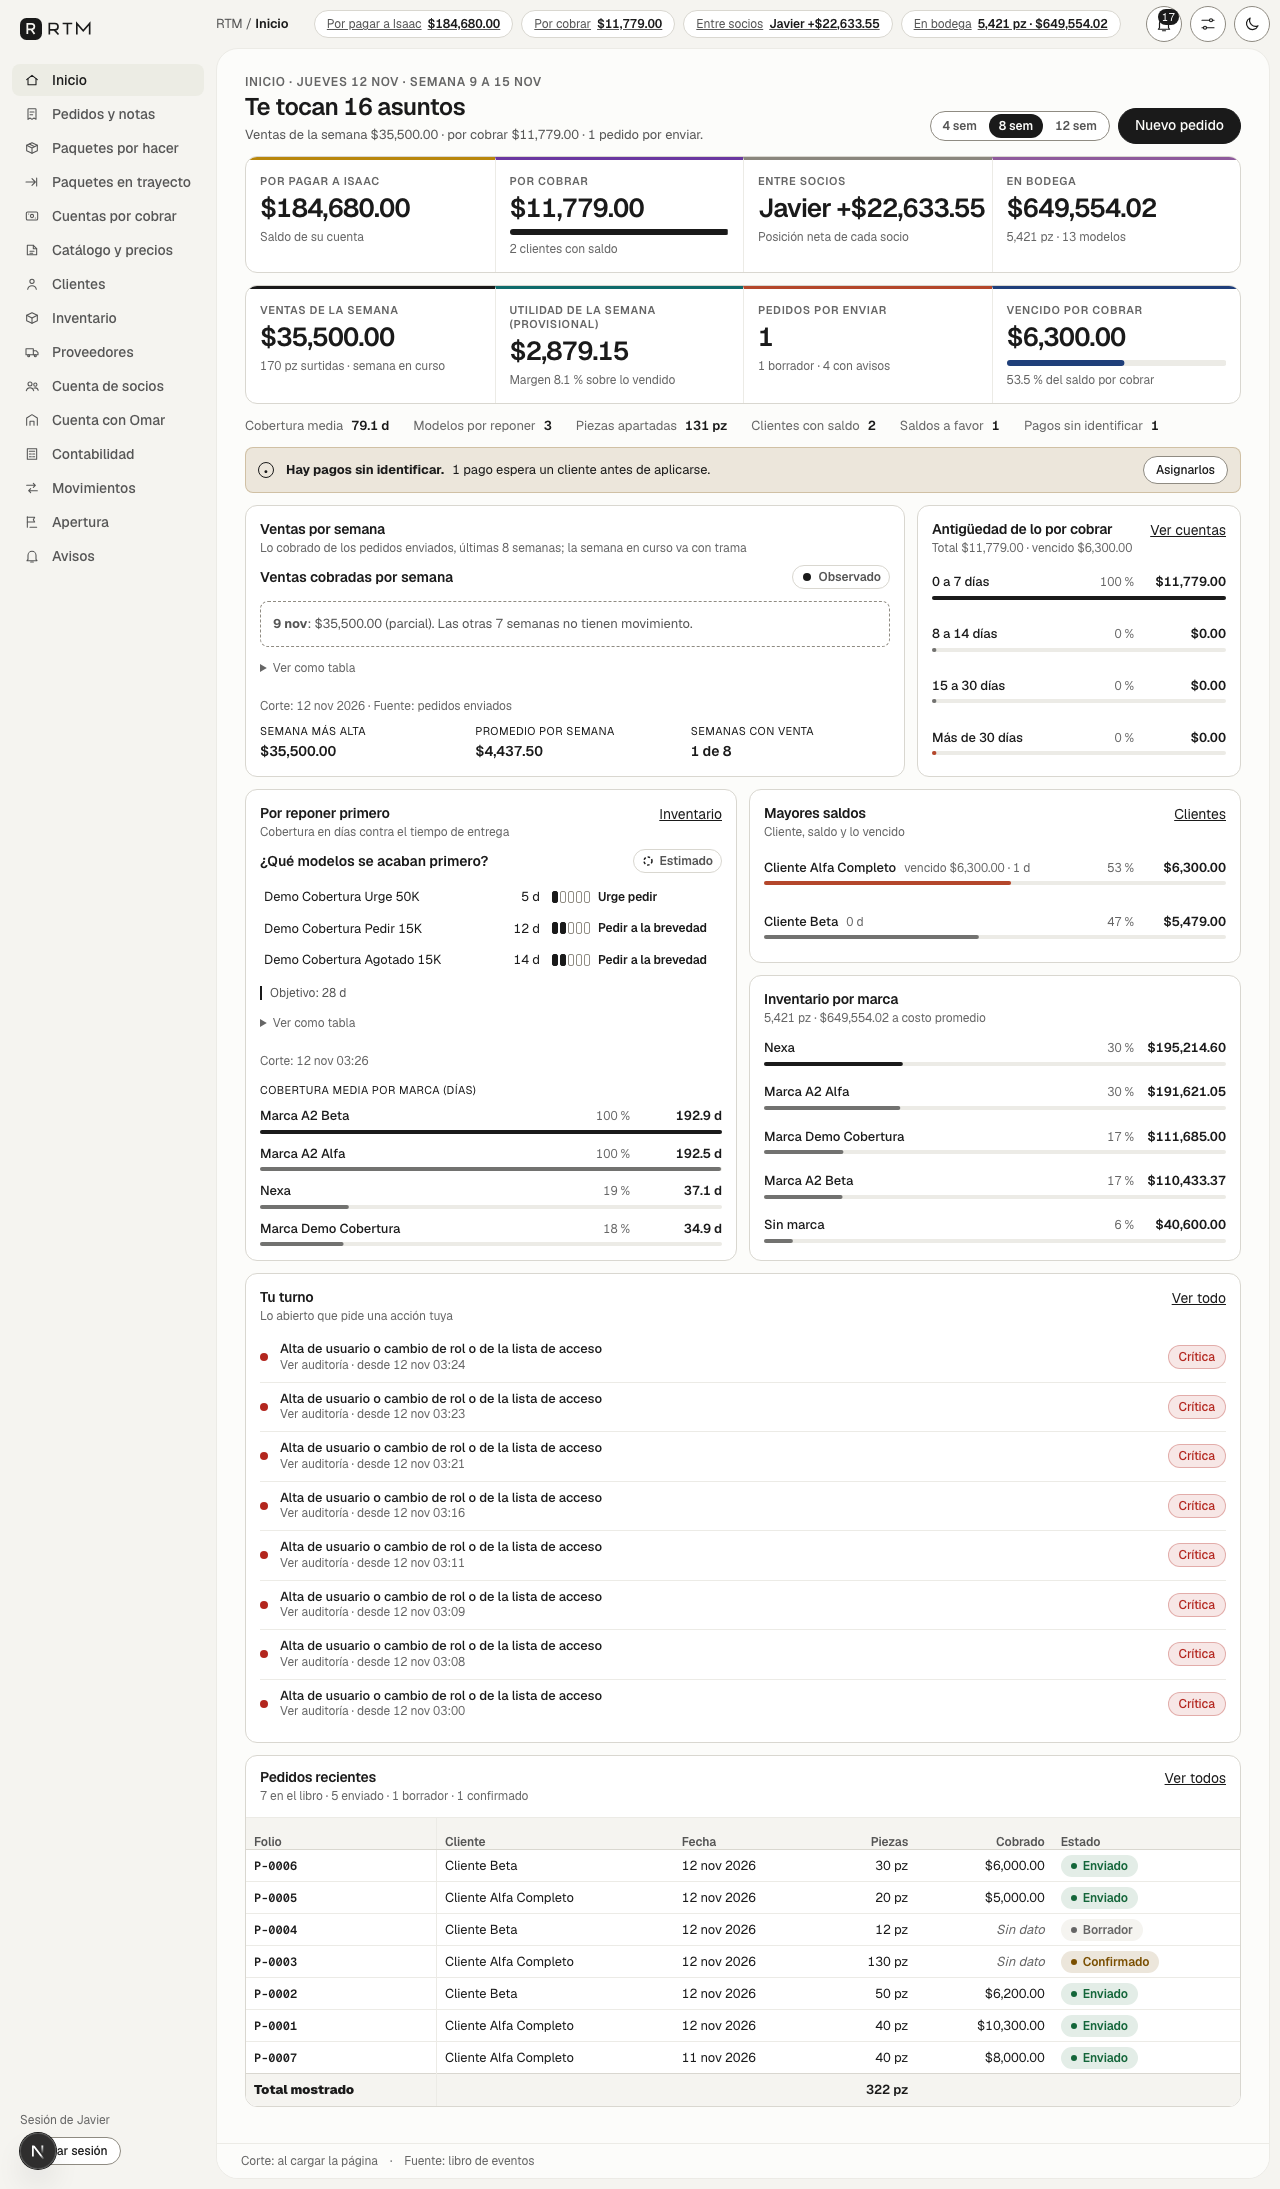 R RTM
RTM / Inicio
Por pagar a Isaac $184,680.00
Por cobrar $11,779.00
Entre socios Javier +$22,633.55
En bodega 5,421 pz · $649,554.02
17
Inicio
Pedidos y notas
Paquetes por hacer
Paquetes en trayecto
Cuentas por cobrar
Catálogo y precios
Clientes
Inventario
Proveedores
Cuenta de socios
Cuenta con Omar
Contabilidad
Movimientos
Apertura
Avisos
Sesión de Javier
N ar sesión
INICIO · JUEVES 12 NOV · SEMANA 9 A 15 NOV
Te tocan 16 asuntos
Ventas de la semana $35,500.00 · por cobrar $11,779.00 · 1 pedido por enviar.
4 sem 8 sem 12 sem
Nuevo pedido
POR PAGAR A ISAAC
$184,680.00
Saldo de su cuenta
POR COBRAR
$11,779.00
2 clientes con saldo
ENTRE SOCIOS
Javier +$22,633.55
Posición neta de cada socio
EN BODEGA
$649,554.02
5,421 pz · 13 modelos
VENTAS DE LA SEMANA
$35,500.00
170 pz surtidas · semana en curso
UTILIDAD DE LA SEMANA
(PROVISIONAL)
$2,879.15
Margen 8.1 % sobre lo vendido
PEDIDOS POR ENVIAR
1
1 borrador · 4 con avisos
VENCIDO POR COBRAR
$6,300.00
53.5 % del saldo por cobrar
Cobertura media 79.1 d Modelos por reponer 3 Piezas apartadas 131 pz Clientes con saldo 2 Saldos a favor 1 Pagos sin identificar 1
Hay pagos sin identificar. 1 pago espera un cliente antes de aplicarse.
Asignarlos
Ventas por semana
Lo cobrado de los pedidos enviados, últimas 8 semanas; la semana en curso va con trama
Ventas cobradas por semana
Observado
9 nov: $35,500.00 (parcial). Las otras 7 semanas no tienen movimiento.
Ver como tabla
Corte: 12 nov 2026 · Fuente: pedidos enviados
SEMANA MÁS ALTA
$35,500.00
PROMEDIO POR SEMANA
$4,437.50
SEMANAS CON VENTA
1 de 8
Antigüedad de lo por cobrar
Ver cuentas
Total $11,779.00 · vencido $6,300.00
0 a 7 días 100 % $11,779.00
8 a 14 días 0 % $0.00
15 a 30 días 0 % $0.00
Más de 30 días 0 % $0.00
Por reponer primero
Inventario
Cobertura en días contra el tiempo de entrega
¿Qué modelos se acaban primero?
Estimado
Demo Cobertura Urge 50K 5 d Urge pedir
Demo Cobertura Pedir 15K 12 d Pedir a la brevedad
Demo Cobertura Agotado 15K 14 d Pedir a la brevedad
Objetivo: 28 d
Ver como tabla
Corte: 12 nov 03:26
COBERTURA MEDIA POR MARCA (DÍAS)
Marca A2 Beta 100 % 192.9 d
Marca A2 Alfa 100 % 192.5 d
Nexa 19 % 37.1 d
Marca Demo Cobertura 18 % 34.9 d
Mayores saldos
Clientes
Cliente, saldo y lo vencido
Cliente Alfa Completo vencido $6,300.00 · 1 d 53 % $6,300.00
Cliente Beta 0 d 47 % $5,479.00
Inventario por marca
5,421 pz · $649,554.02 a costo promedio
Nexa 30 % $195,214.60
Marca A2 Alfa 30 % $191,621.05
Marca Demo Cobertura 17 % $111,685.00
Marca A2 Beta 17 % $110,433.37
Sin marca 6 % $40,600.00
Tu turno
Ver todo
Lo abierto que pide una acción tuya
Alta de usuario o cambio de rol o de la lista de acceso
Ver auditoría · desde 12 nov 03:24
Crítica
Alta de usuario o cambio de rol o de la lista de acceso
Ver auditoría · desde 12 nov 03:23
Crítica
Alta de usuario o cambio de rol o de la lista de acceso
Ver auditoría · desde 12 nov 03:21
Crítica
Alta de usuario o cambio de rol o de la lista de acceso
Ver auditoría · desde 12 nov 03:16
Crítica
Alta de usuario o cambio de rol o de la lista de acceso
Ver auditoría · desde 12 nov 03:11
Crítica
Alta de usuario o cambio de rol o de la lista de acceso
Ver auditoría · desde 12 nov 03:09
Crítica
Alta de usuario o cambio de rol o de la lista de acceso
Ver auditoría · desde 12 nov 03:08
Crítica
Alta de usuario o cambio de rol o de la lista de acceso
Ver auditoría · desde 12 nov 03:00
Crítica
Pedidos recientes
Ver todos
7 en el libro · 5 enviado · 1 borrador · 1 confirmado
Folio Cliente Fecha Piezas Cobrado Estado
P-0006 Cliente Beta 12 nov 2026 30 pz $6,000.00 Enviado
P-0005 Cliente Alfa Completo 12 nov 2026 20 pz $5,000.00 Enviado
P-0004 Cliente Beta 12 nov 2026 12 pz Sin dato Borrador
P-0003 Cliente Alfa Completo 12 nov 2026 130 pz Sin dato Confirmado
P-0002 Cliente Beta 12 nov 2026 50 pz $6,200.00 Enviado
P-0001 Cliente Alfa Completo 12 nov 2026 40 pz $10,300.00 Enviado
P-0007 Cliente Alfa Completo 11 nov 2026 40 pz $8,000.00 Enviado
Total mostrado 322 pz
Corte: al cargar la página · Fuente: libro de eventos